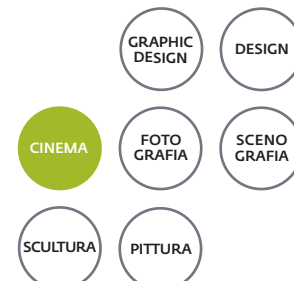 GRAPHIC
DESIGN
DESIGN
CINEMA
FOTO
GRAFIA
SCENO
GRAFIA
SCULTURA
PITTURA